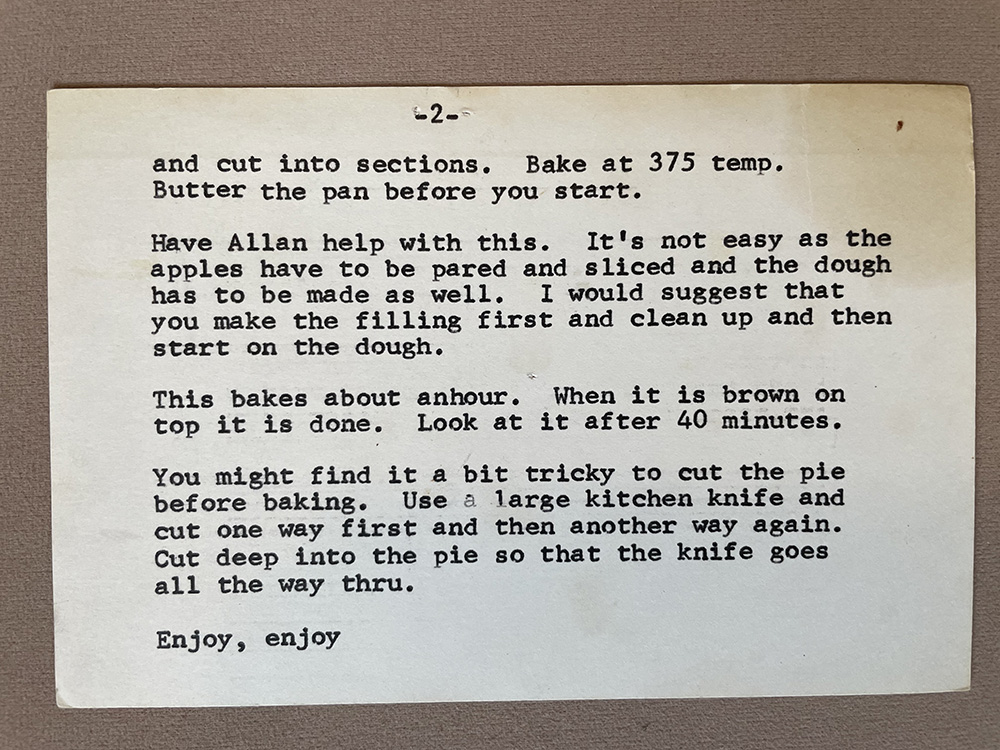 -2-
and cut into sections. Bake at 375 temp.
Butter the pan before you start.
Have Allan help with this. It's not easy as the
apples have to be pared and sliced and the dough
has to be made as well. I would suggest that
you make the filling first and clean up and then
start on the dough.
This bakes about anhour. When it is brown on
top it is done. Look at it after 40 minutes.
You might find it a bit tricky to cut the pie
before baking. Use a large kitchen knife and
cut one way first and then another way again.
Cut deep into the pie so that the knife goes
all the way thru.
Enjoy, enjoy